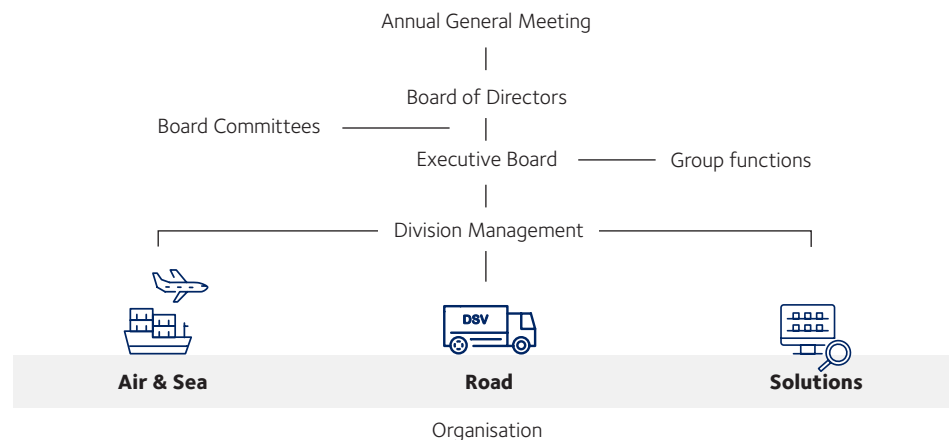 Annual General Meeting
Board of Directors
Board Committees
Executive Board
Group functions
Division Management
DSV
Air & Sea
Road
Solutions
Organisation